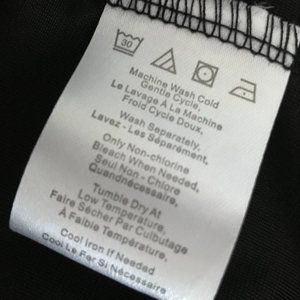 30
Machine Wash Cold
Gentle Cycle,
Le Lavage À La Machine
Froid Cycle Doux,
Wash Separately,
Lavez - Les Séparement,
Only Non-chlorine
Bleach When Needed,
Seul Non - Chlore
Quandnécessaire,
Tumble Dry At
Low Temperature,
Faire Sécher Par Culbutage
À Faible Température,
Cool Iron If Needed
Cool Le Far Si Nécessaire